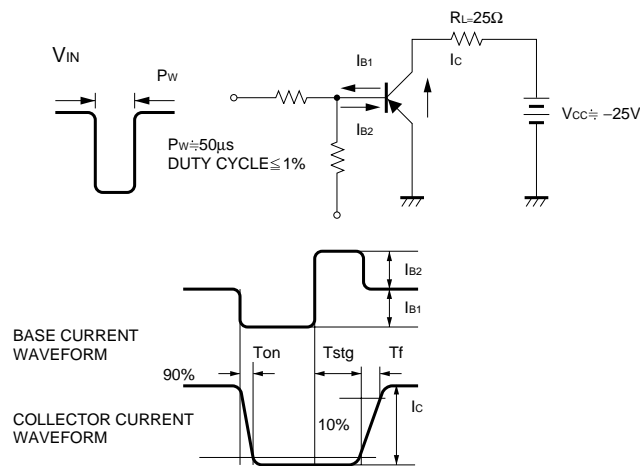 RL=25Ω
VIN
IB1
IC
PW
VCC≒ −25V
IB2
PW≒50μs
DUTY CYCLE≦1%
IB2
IB1
BASE CURRENT
WAVEFORM
Ton
Tstg
Tf
90%
IC
COLLECTOR CURRENT
WAVEFORM
10%